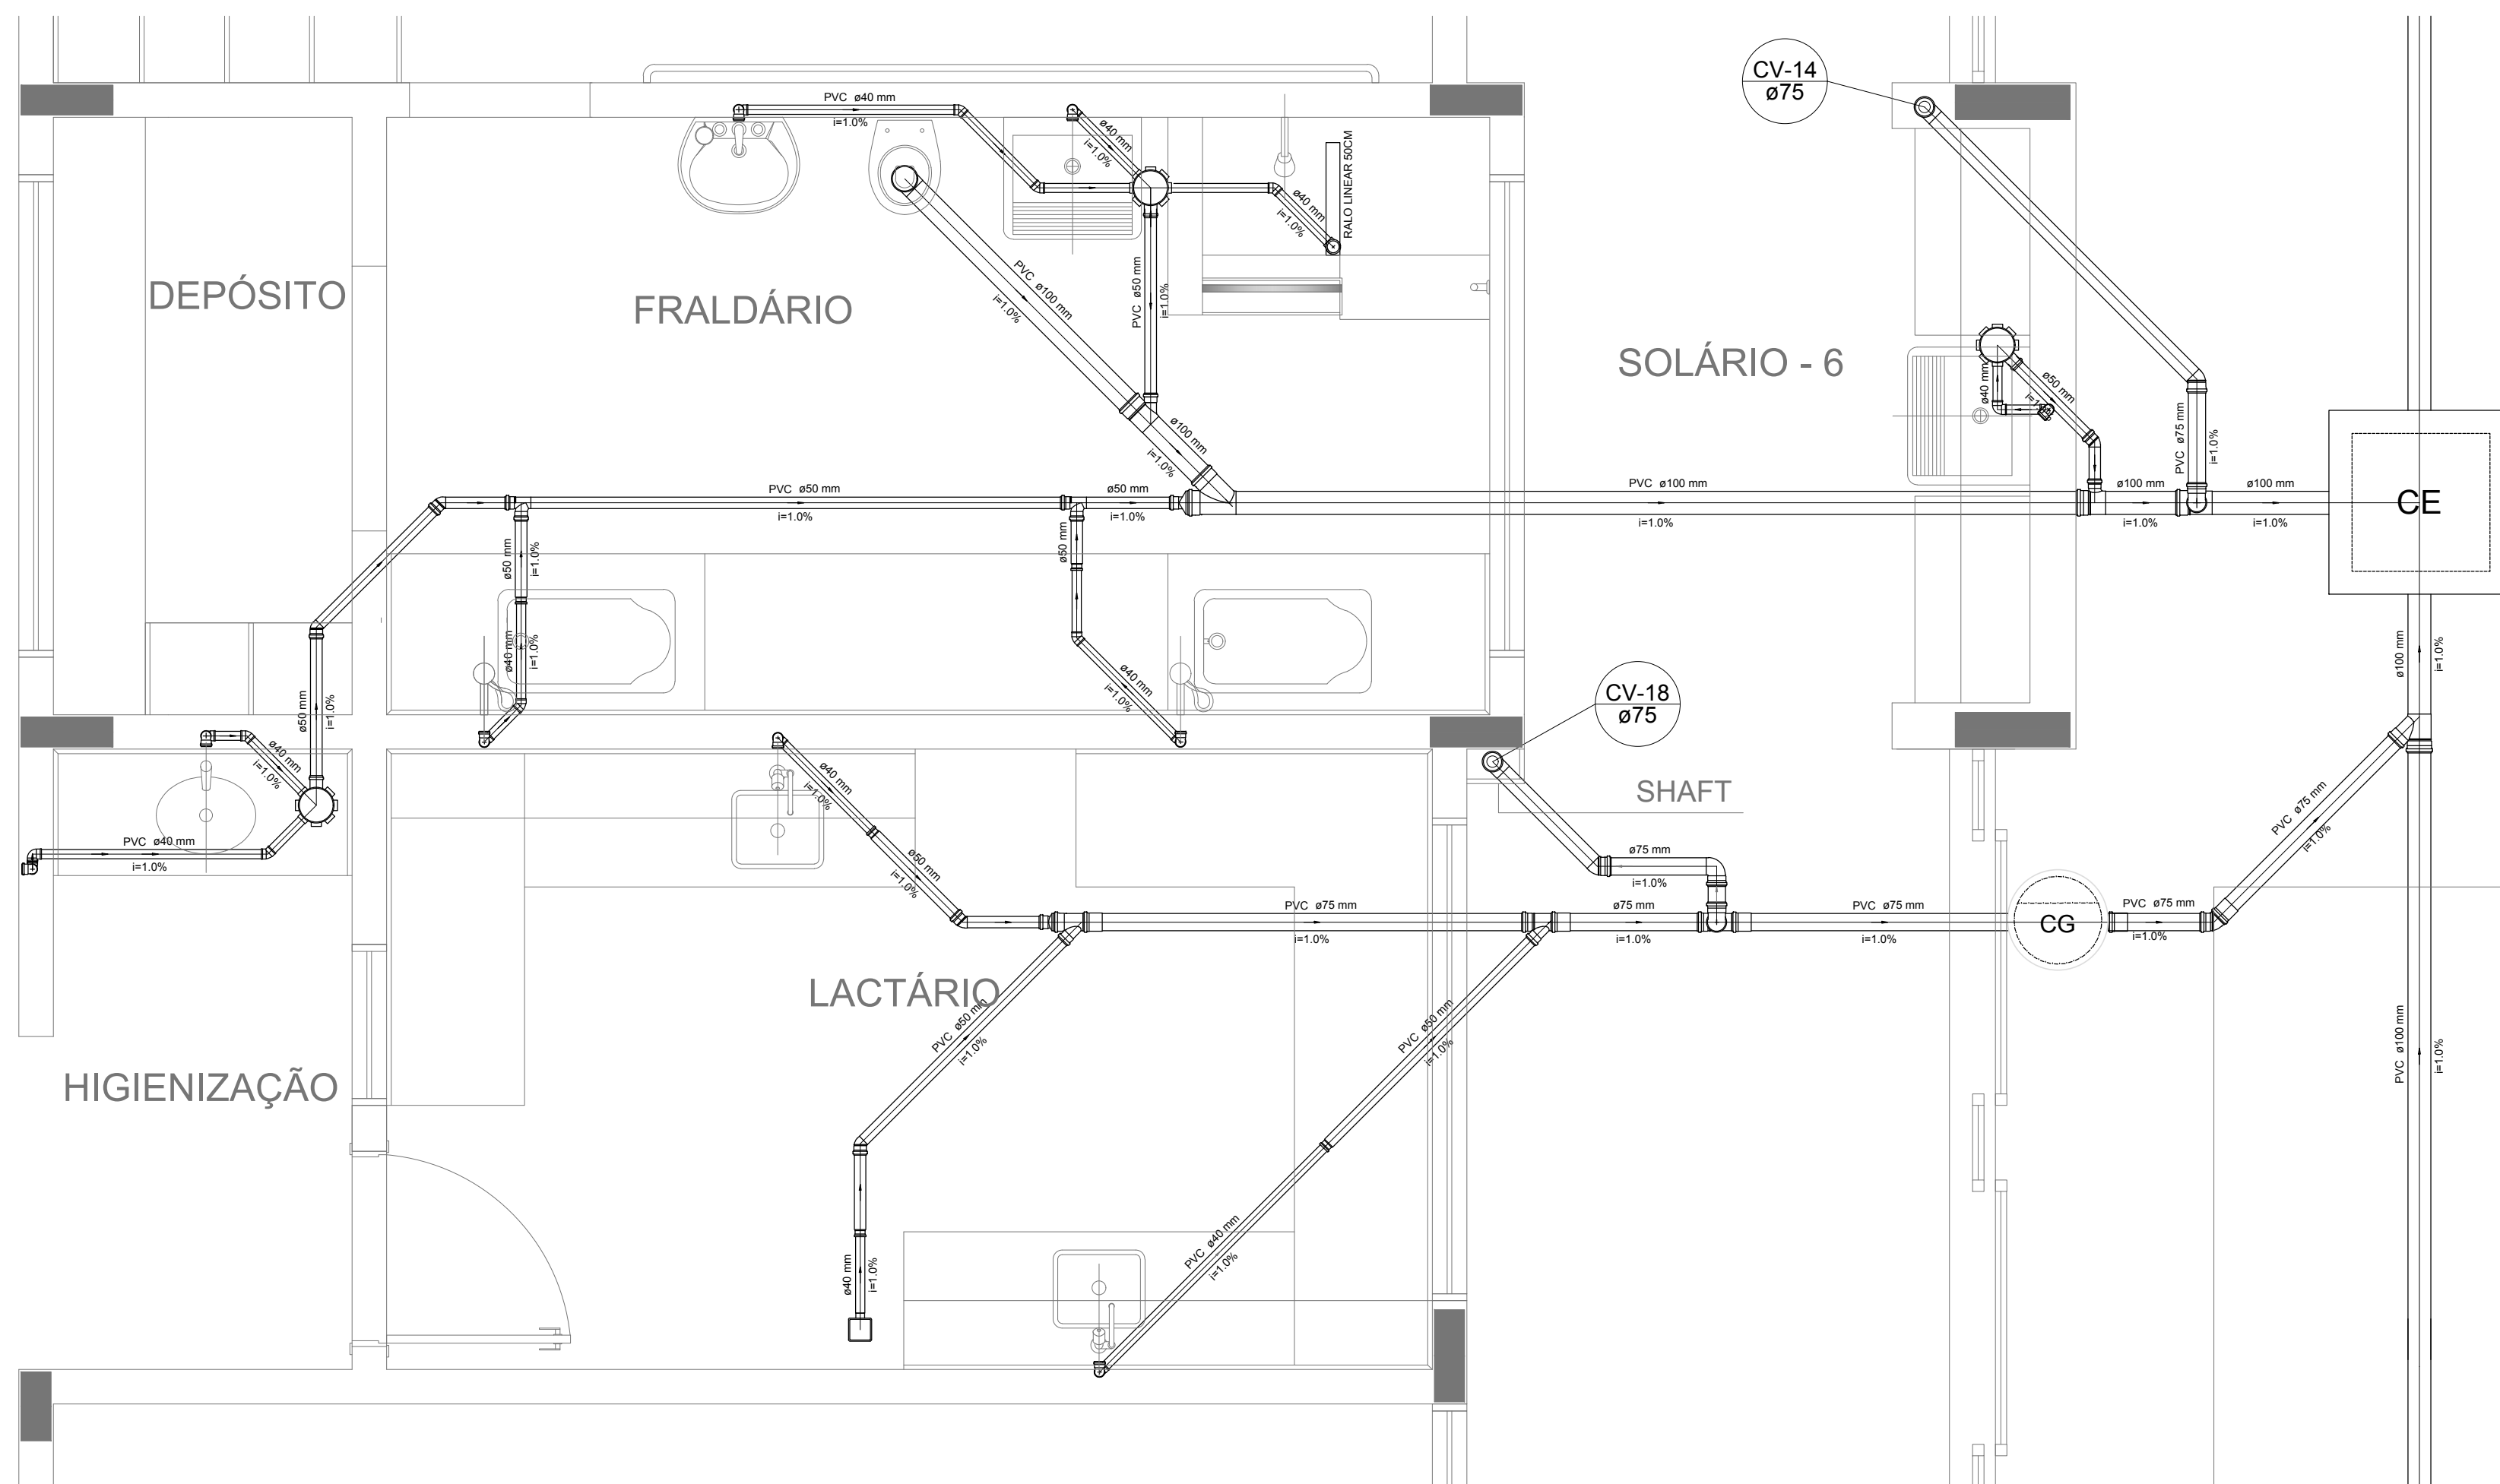 CV-14
ø75
PVC ø40 mm
i=1.0%
ø40 mm
i=1.0%
ø40 mm
i=1.0%
RALO LINEAR 50CM
DEPÓSITO
FRALDÁRIO
SOLÁRIO - 6
PVC ø100 mm
i=1.0%
PVC ø50 mm
i=1.0%
ø40 mm
ø50 mm
PVC ø75 mm
i=1.0%
ø100 mm
i=1.0%
PVC ø50 mm
i=1.0%
ø50 mm
i=1.0%
PVC ø100 mm
i=1.0%
ø100 mm
i=1.0%
ø100 mm
i=1.0%
CE
ø50 mm
i=1.0%
ø50 mm
ø40 mm
i=1.0%
ø40 mm
i=1.0%
ø100 mm
i=1.0%
CV-18
ø75
ø50 mm
i=1.0%
ø40 mm
i=1.0%
ø40 mm
i=1.0%
SHAFT
PVC ø75 mm
i=1.0%
PVC ø40 mm
i=1.0%
ø50 mm
i=1.0%
ø75 mm
i=1.0%
PVC ø75 mm
i=1.0%
ø75 mm
i=1.0%
PVC ø75 mm
i=1.0%
CG
PVC ø75 mm
i=1.0%
LACTÁRIO
PVC ø50 mm
i=1.0%
PVC ø50 mm
i=1.0%
PVC ø100 mm
i=1.0%
HIGIENIZAÇÃO
ø40 mm
i=1.0%
PVC ø40 mm
i=1.0%